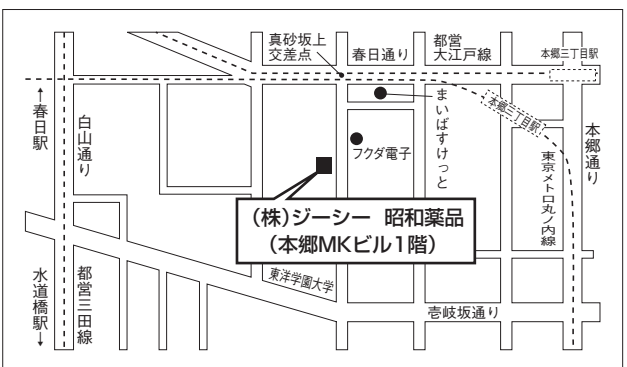 真砂坂上
交差点
春日通り
都営
大江戸線
本郷三丁目駅
↑春日駅
白山通り
まいばすけっと
本郷三丁目駅
本郷通り
フクダ電子
東京メトロ丸ノ内線
(株)ジーシー 昭和薬品
(本郷MKビル1階)
東洋学園大学
水道橋駅↓
都営三田線
壱岐坂通り